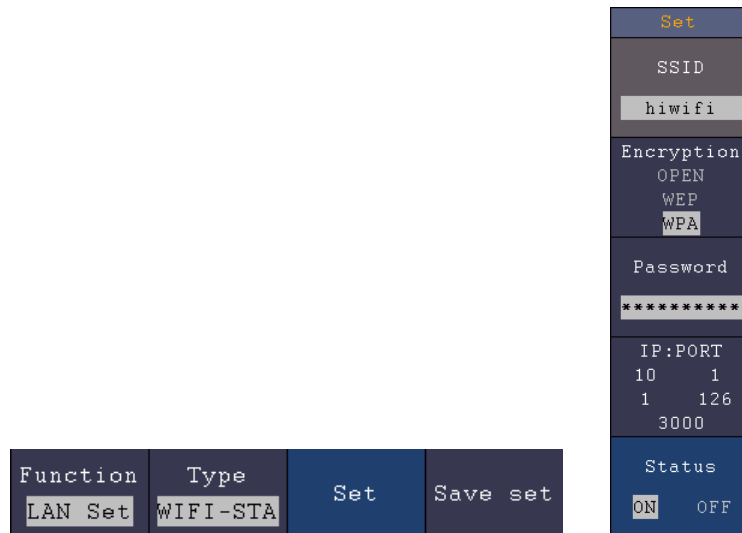 Set
SSID
hiwifi
Encryption
OPEN
WEP
WPA
Password
**********
IP:PORT
10 1
1 126
3000
Status
ON OFF
Function Type Set Save set
LAN Set WIFI-STA